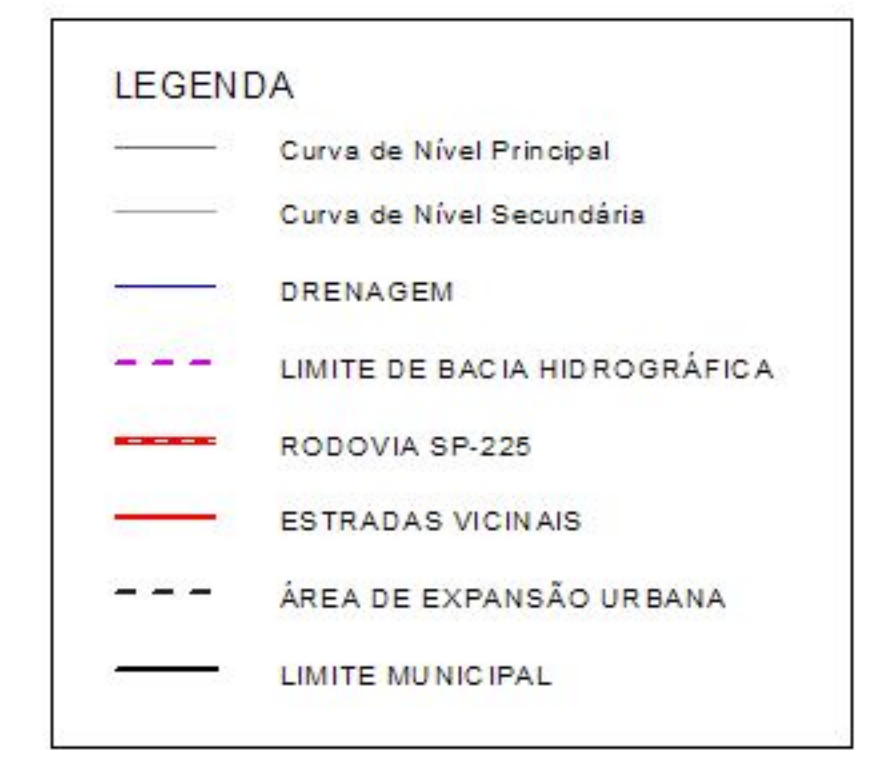 LEGENDA
Curva de Nível Principal
Curva de Nível Secundária
DRENAGEM
LIMITE DE BACIA HIDROGRÁFICA
RODOVIA SP-225
ESTRADAS VICINAIS
ÁREA DE EXPANSÃO URBANA
LIMITE MUNICIPAL